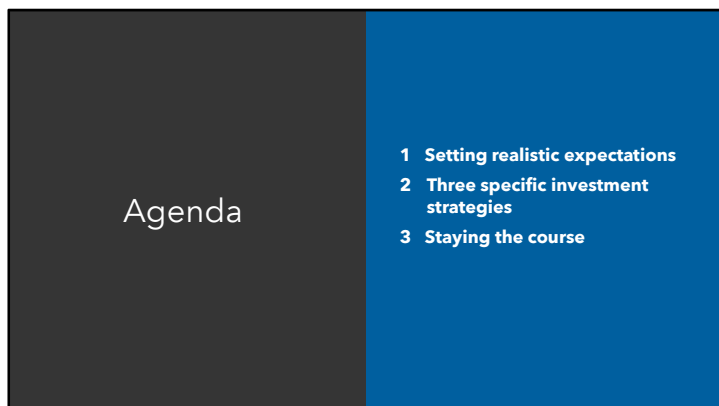 Agenda
1 Setting realistic expectations
2 Three specific investment
strategies
3 Staying the course